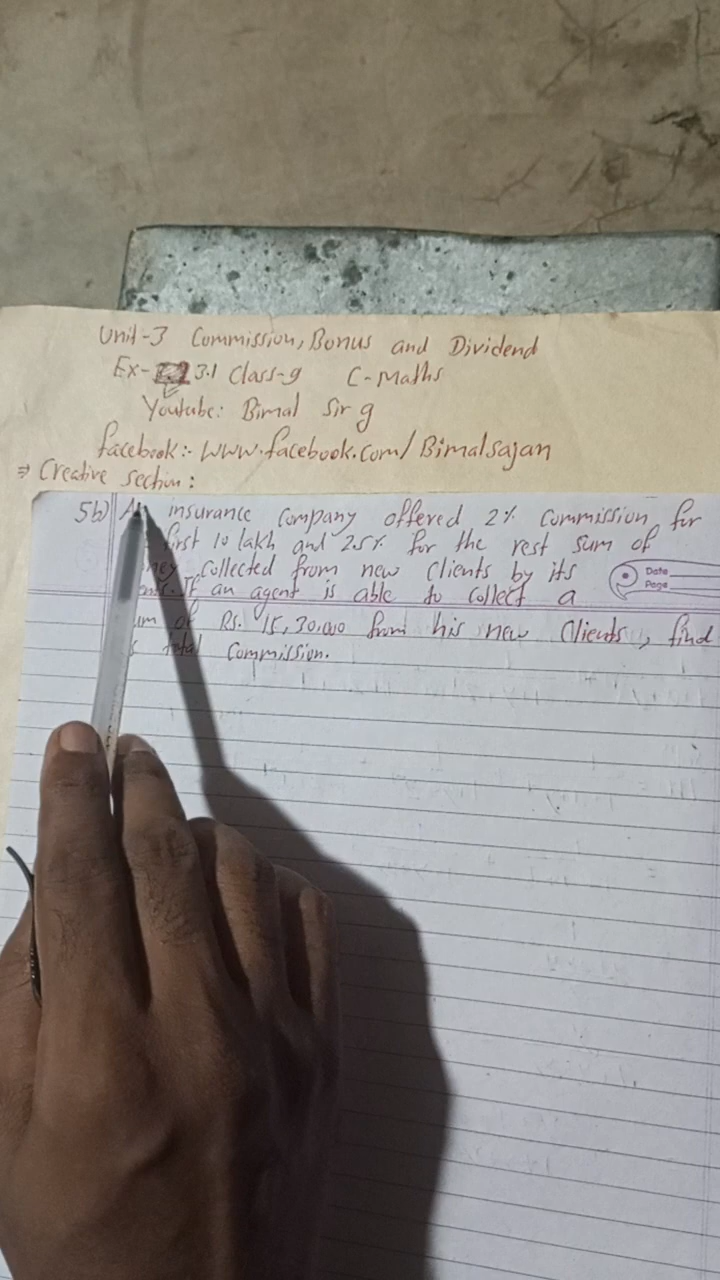 Unit-3 Commission, Bonus and Dividend
Ex- 3.1 Class-9 C-Maths
Youtube: Bimal Sir g
facebook:- www.facebook.com/Bimalsajan
⇒ Creative section:
5b) An insurance Company offered 2% Commission for
first 10 lakh and 2.5% for the rest sum of
collected from new Clients by its
If an agent is able to collect a
of Rs. 15,30,000 from his new Clients, find
total Commission.
Date
Page